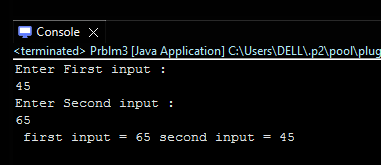 Console
<terminated> Prblm3 [Java Application] C:\Users\DELL\.p2\pool\plug
Enter First input :
45
Enter Second input :
65
first input = 65 second input = 45